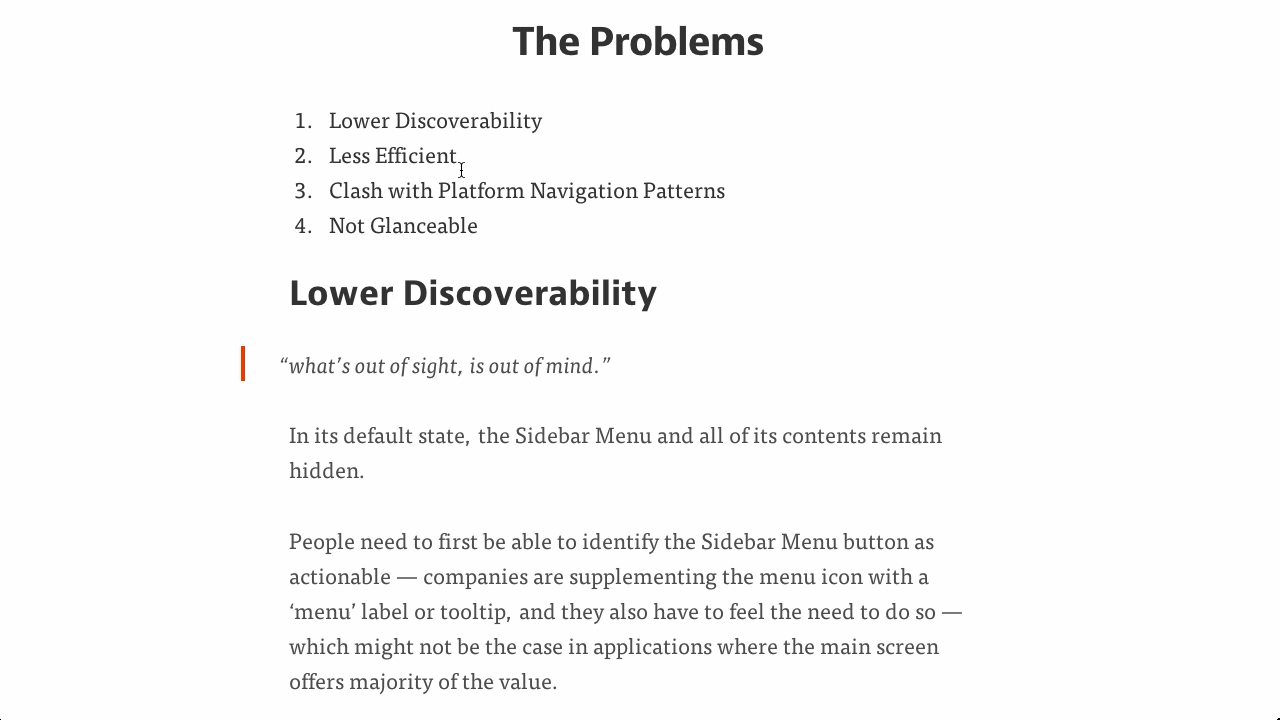 The Problems
1. Lower Discoverability
2. Less Efficient
3. Clash with Platform Navigation Patterns
4. Not Glanceable
Lower Discoverability
“what’s out of sight, is out of mind.”
In its default state, the Sidebar Menu and all of its contents remain
hidden.
People need to first be able to identify the Sidebar Menu button as
actionable — companies are supplementing the menu icon with a
‘menu’ label or tooltip, and they also have to feel the need to do so —
which might not be the case in applications where the main screen
offers majority of the value.